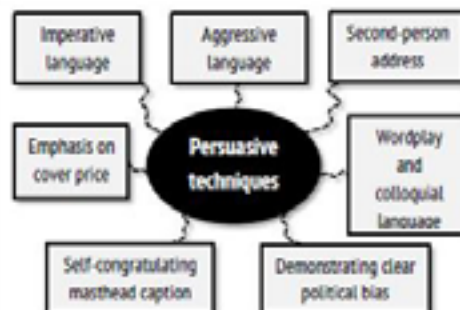 Imperative
language
Aggressive
language
Second-person
address
Emphasis on
cover price
Persuasive
techniques
Wordplay
and
colloquial
language
Self-congratulating
masthead caption
Demonstrating clear
political bias